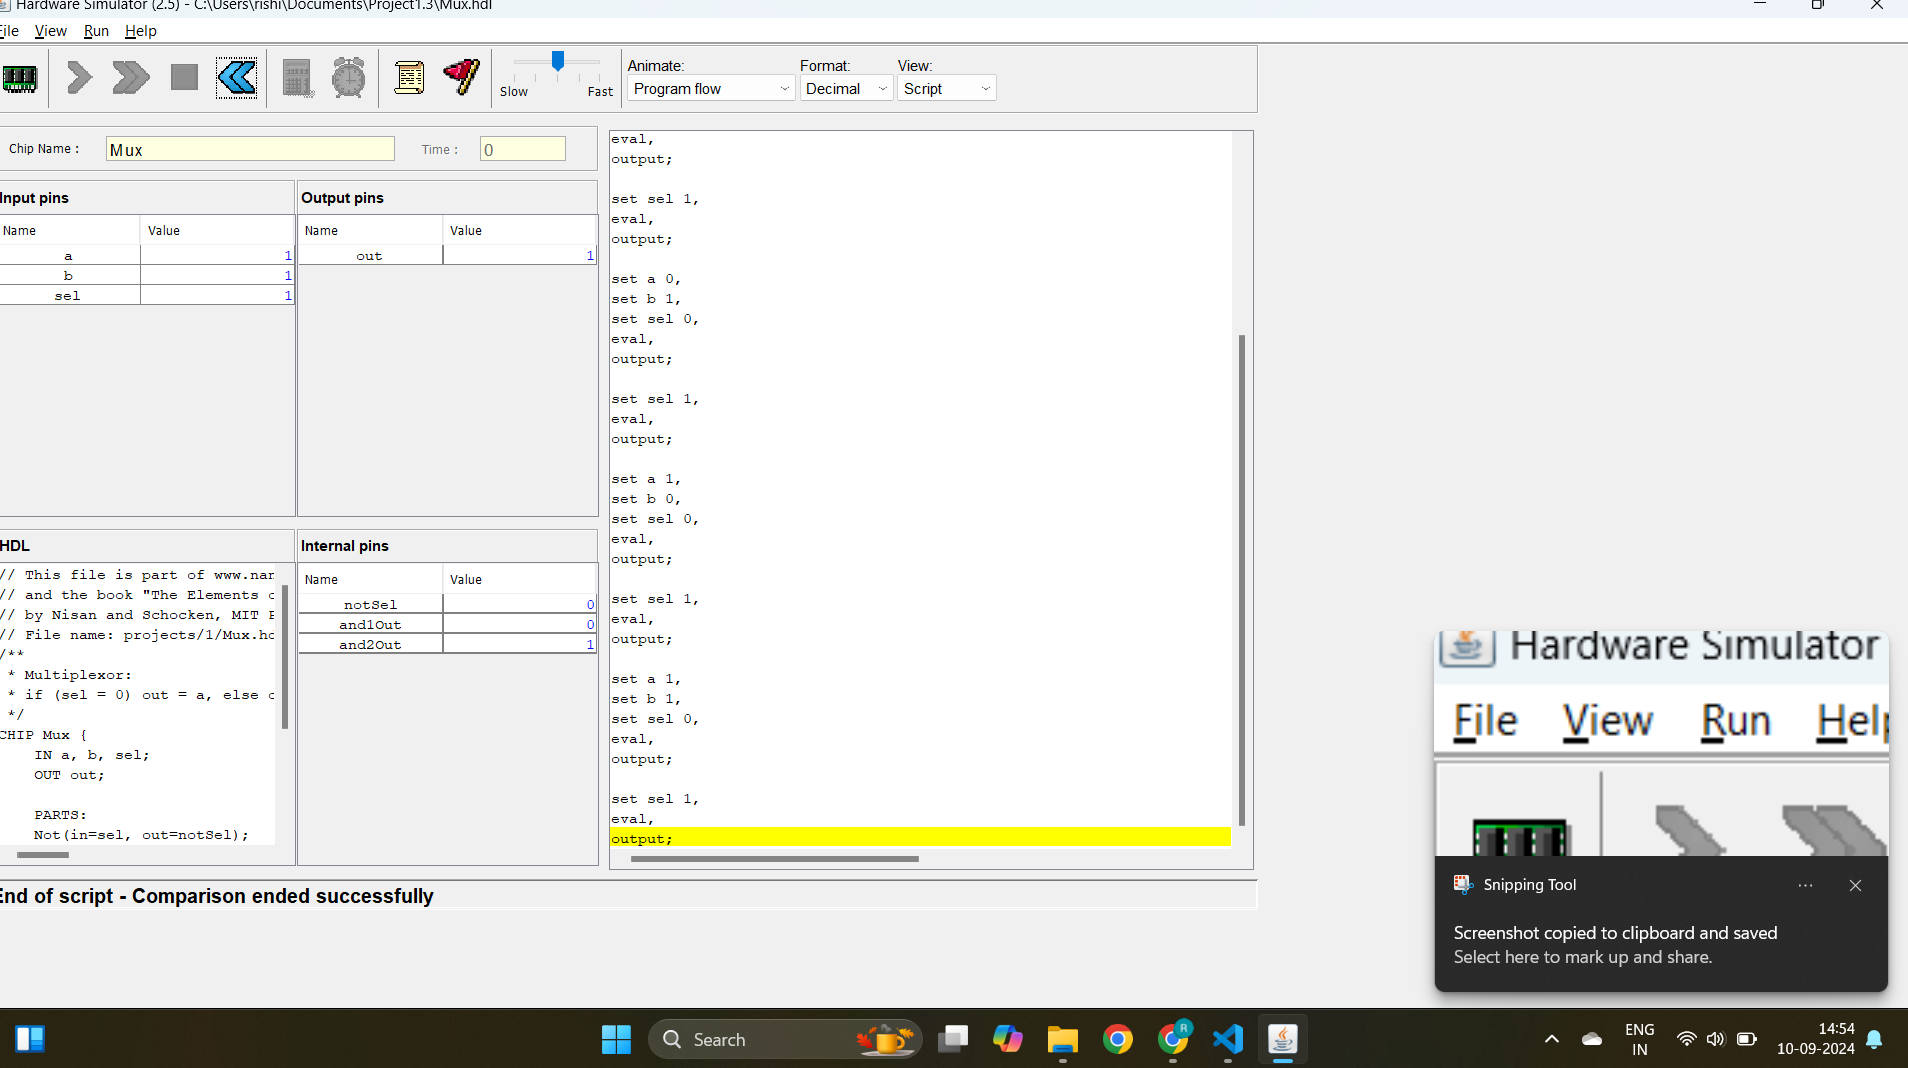 Hardware Simulator (2.5) - C:\Users\rishi\Documents\Project1.3\Mux.hdl
File View Run Help
Slow Fast
Animate: Format: View:
Program flow Decimal Script
Chip Name : Mux Time : 0
Input pins
Name Value
a 1
b 1
sel 1
Output pins
Name Value
out 1
HDL
// This file is part of www.nan
// and the book "The Elements o
// by Nisan and Schocken, MIT P
// File name: projects/1/Mux.hd
/**
* Multiplexor:
* if (sel = 0) out = a, else o
*/
CHIP Mux {
IN a, b, sel;
OUT out;
PARTS:
Not(in=sel, out=notSel);
Internal pins
Name Value
notSel 0
and1Out 0
and2Out 1
eval,
output;
set sel 1,
eval,
output;
set a 0,
set b 1,
set sel 0,
eval,
output;
set sel 1,
eval,
output;
set a 1,
set b 0,
set sel 0,
eval,
output;
set sel 1,
eval,
output;
set a 1,
set b 1,
set sel 0,
eval,
output;
set sel 1,
eval,
output;
End of script - Comparison ended successfully
Hardware Simulator
File View Run Help
Snipping Tool
Screenshot copied to clipboard and saved
Select here to mark up and share.
Search
R
ENG
IN
14:54
10-09-2024